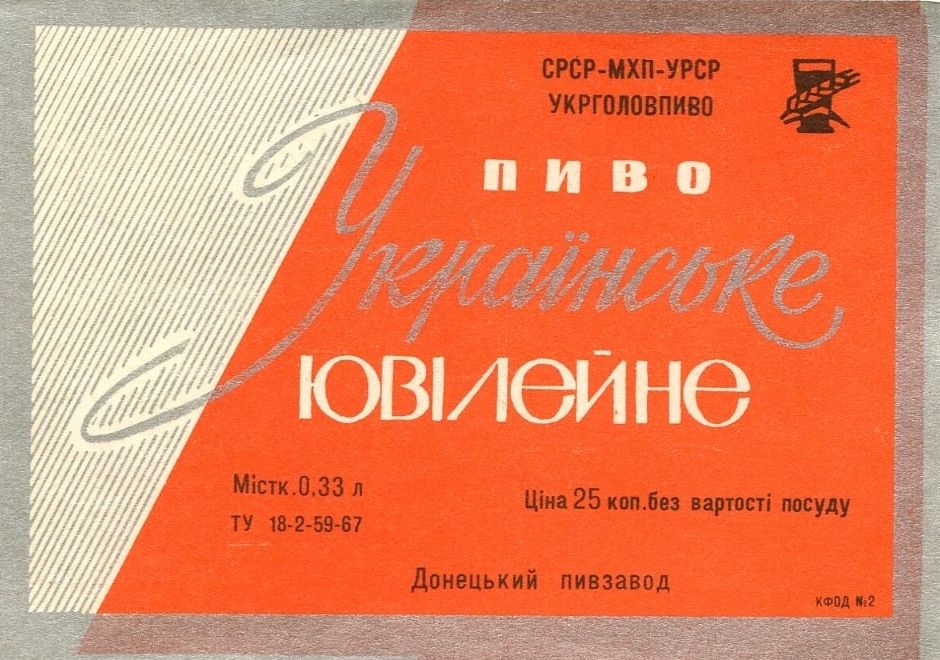 СРСР-МХП-УРСР
УКРГОЛОВПИВО
ПИВО
Українське
ЮВІЛЕЙНЕ
Містк. 0,33 л
ТУ 18-2-59-67
Ціна 25 коп. без вартості посуду
Донецький пивзавод
КФОД №2